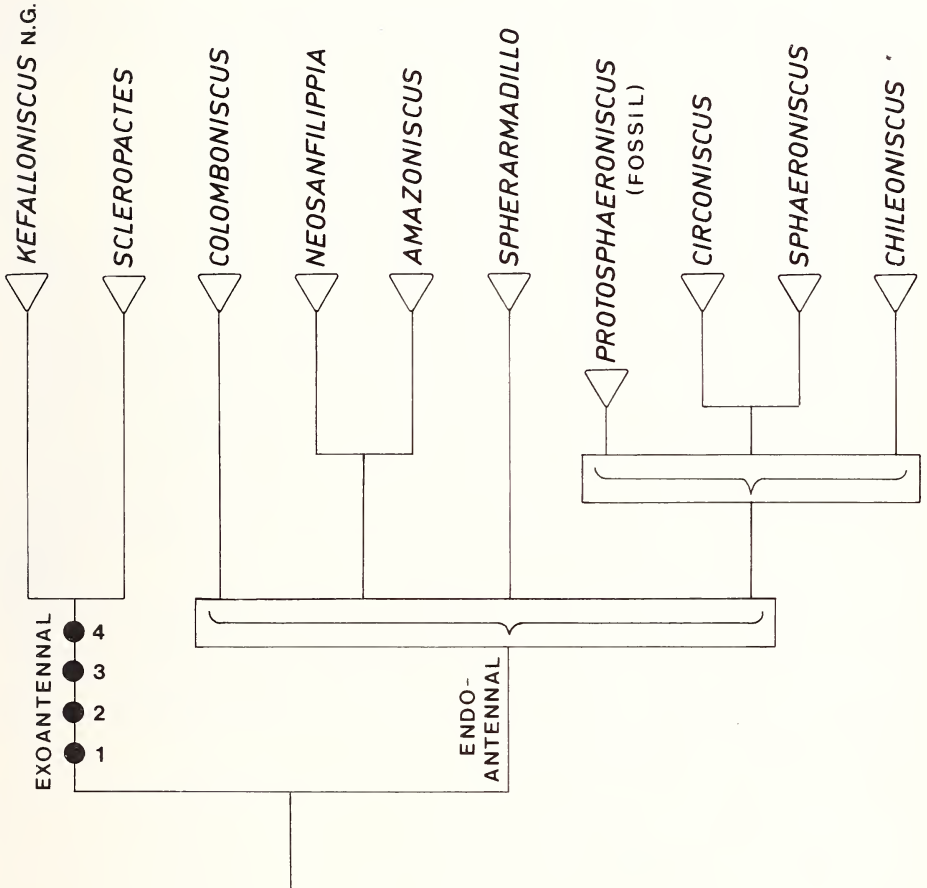 KEFALLONISCUS N.G.
SCLEROPACTES
COLOMBONISCUS
NEOSANFILIPPIA
AMAZONISCUS
SPHERARMADILLO
PROTOSPHAERONISCUS
(FOSSIL)
CIRCONISCUS
SPHAERONISCUS
CHILEONISCUS
EXOANTENNAL
1
2
3
4
ENDO-
ANTENNAL